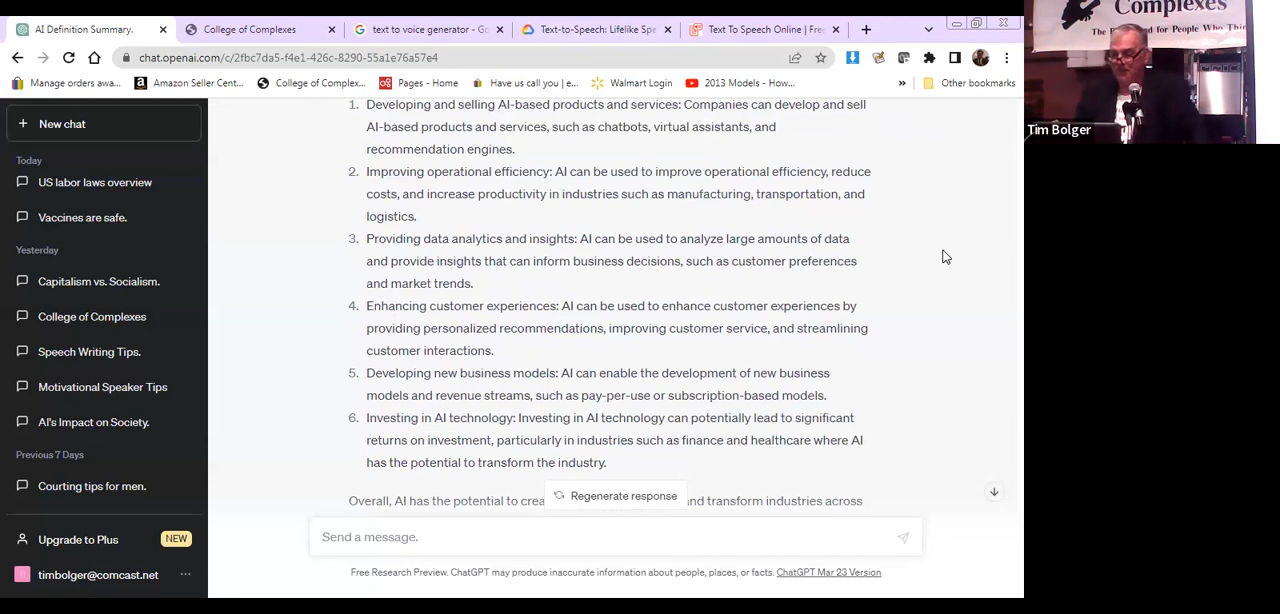 AI Definition Summary.
College of Complexes
text to voice generator - Go
Text-to-Speech: Lifelike Spe
Text To Speech Online | Free
chat.openai.com/c/2fbc7da5-f4e1-426c-8290-55a1e76a57e4
Manage orders awa...
Amazon Seller Cent...
College of Complex...
Pages - Home
Have us call you | e...
Walmart Login
2013 Models - How...
Other bookmarks
New chat
Today
US labor laws overview
Vaccines are safe.
Yesterday
Capitalism vs. Socialism.
College of Complexes
Speech Writing Tips.
Motivational Speaker Tips
AI's Impact on Society.
Previous 7 Days
Courting tips for men.
Upgrade to Plus
NEW
timbolger@comcast.net
1. Developing and selling AI-based products and services: Companies can develop and sell
AI-based products and services, such as chatbots, virtual assistants, and
recommendation engines.
2. Improving operational efficiency: AI can be used to improve operational efficiency, reduce
costs, and increase productivity in industries such as manufacturing, transportation, and
logistics.
3. Providing data analytics and insights: AI can be used to analyze large amounts of data
and provide insights that can inform business decisions, such as customer preferences
and market trends.
4. Enhancing customer experiences: AI can be used to enhance customer experiences by
providing personalized recommendations, improving customer service, and streamlining
customer interactions.
5. Developing new business models: AI can enable the development of new business
models and revenue streams, such as pay-per-use or subscription-based models.
6. Investing in AI technology: Investing in AI technology can potentially lead to significant
returns on investment, particularly in industries such as finance and healthcare where AI
has the potential to transform the industry.
Overall, AI has the potential to crea
and transform industries across
Regenerate response
Send a message.
Free Research Preview. ChatGPT may produce inaccurate information about people, places, or facts. ChatGPT Mar 23 Version
Complexes
for People Who Thin
Tim Bolger